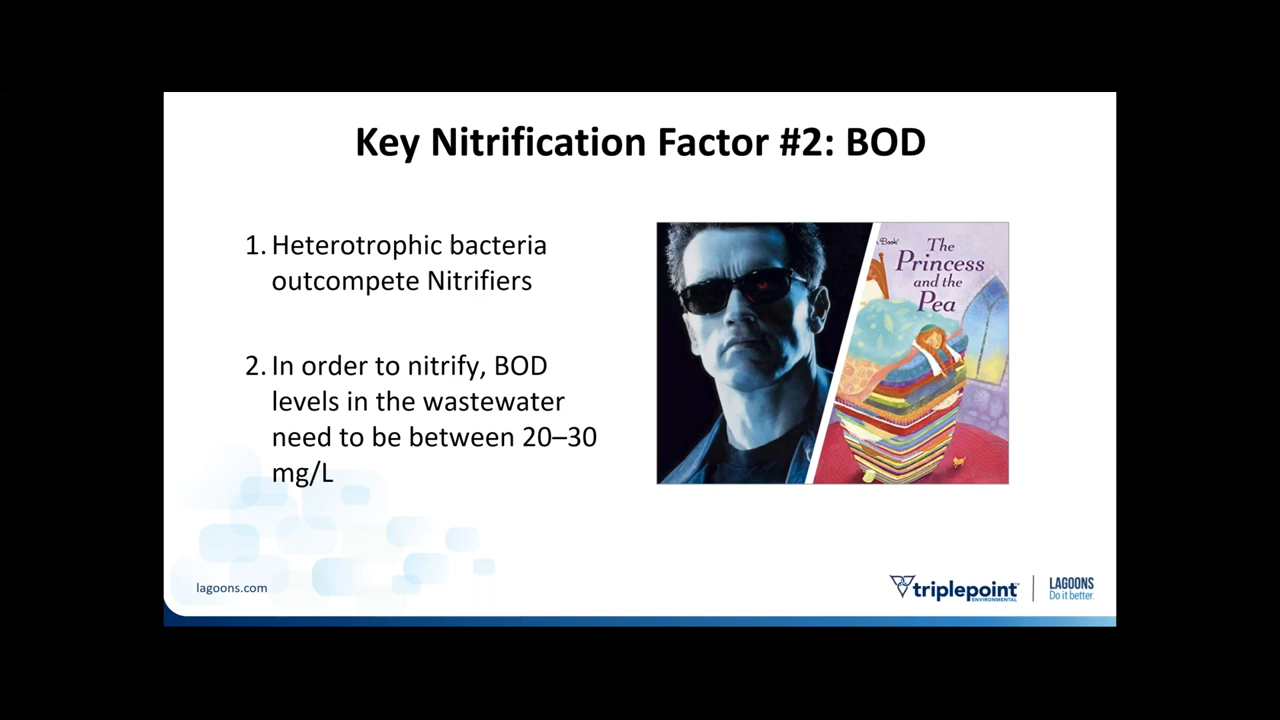 Key Nitrification Factor #2: BOD
1. Heterotrophic bacteria
outcompete Nitrifiers
2. In order to nitrify, BOD
levels in the wastewater
need to be between 20–30
mg/L
Book
The
Princess
and the
Pea
lagoons.com
triplepoint
ENVIRONMENTAL
LAGOONS
Do it better.